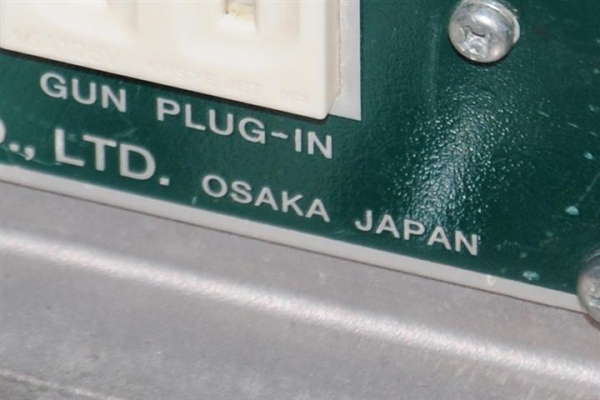 GUN PLUG-IN
O., LTD. OSAKA JAPAN